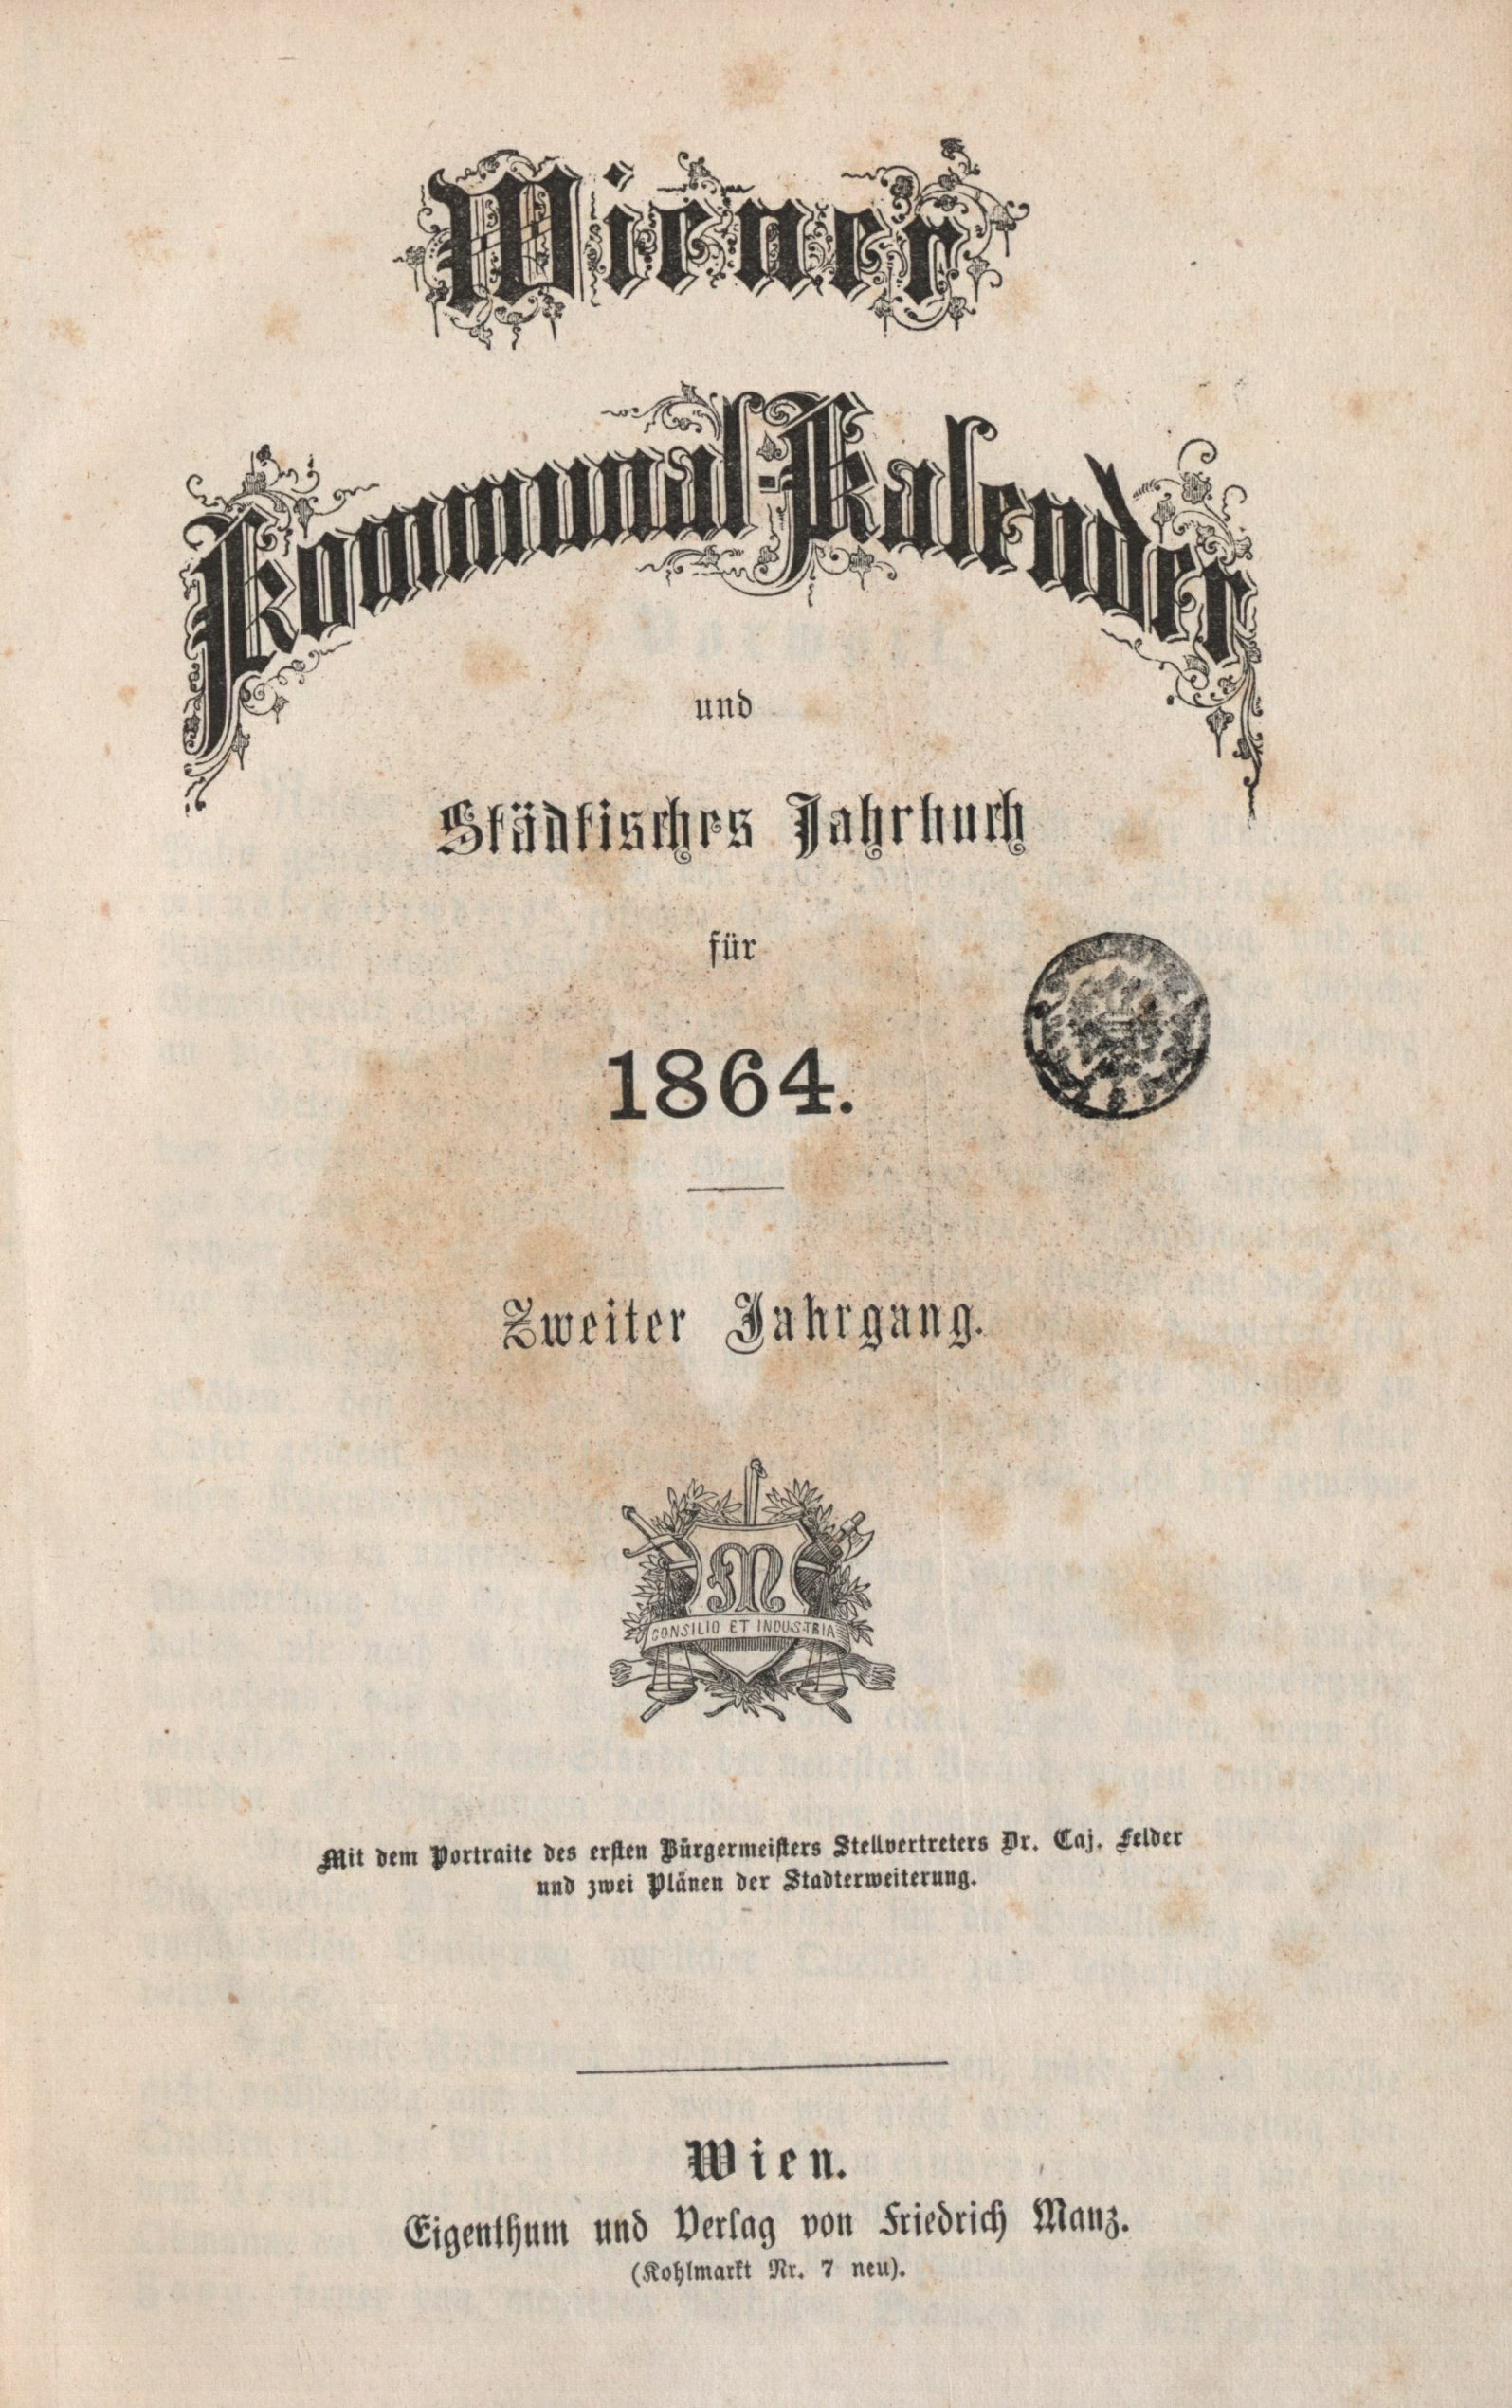 Wiener
Kommunal-Kalender
und
Städtisches Jahrbuch
für
1864.
Zweiter Jahrgang.
M
CONSILIO ET INDUSTRIA
Mit dem Portraite des ersten Bürgermeisters Stellvertreters Dr. Caj. Felder
und zwei Plänen der Stadterweiterung.
Wien.
Eigenthum und Verlag von Friedrich Manz.
(Kohlmarkt Nr. 7 neu).